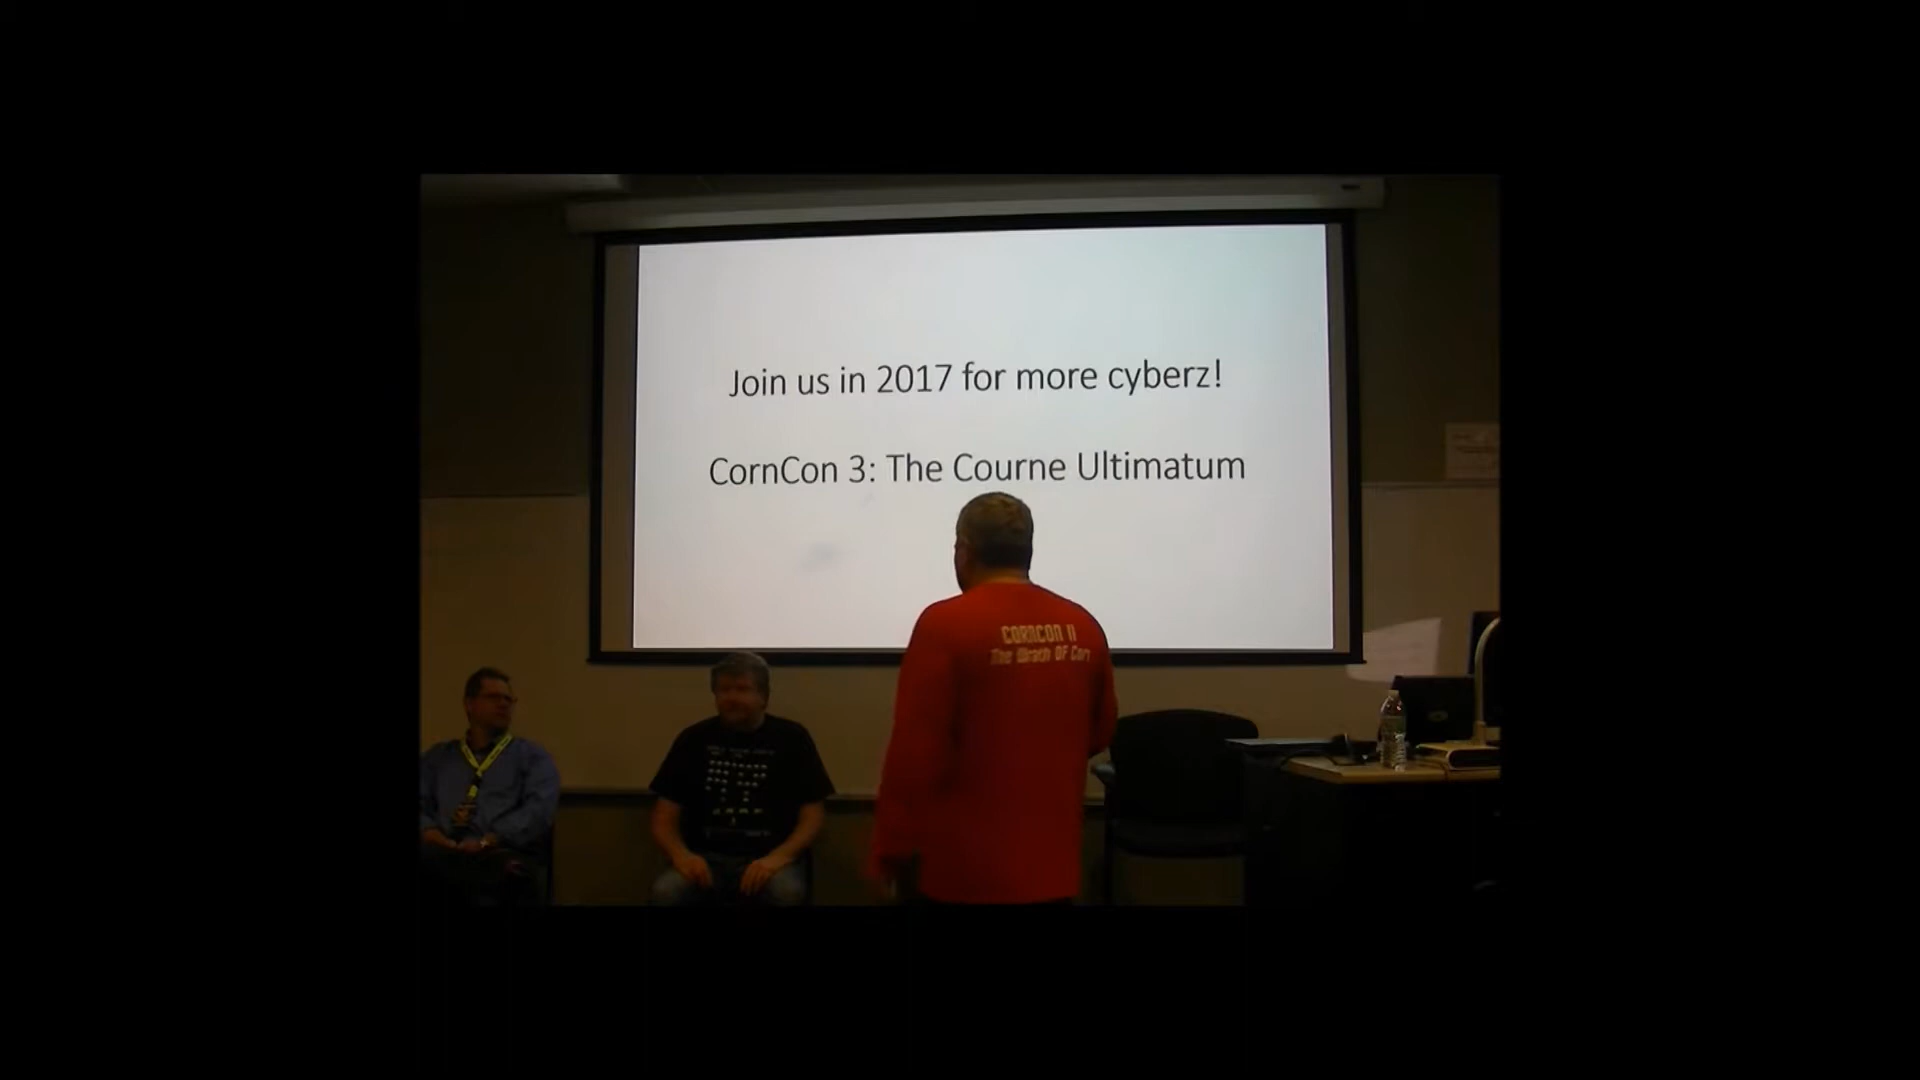 Join us in 2017 for more cyberz!
CornCon 3: The Courne Ultimatum
CORNCON II
The Wrath OF Corn